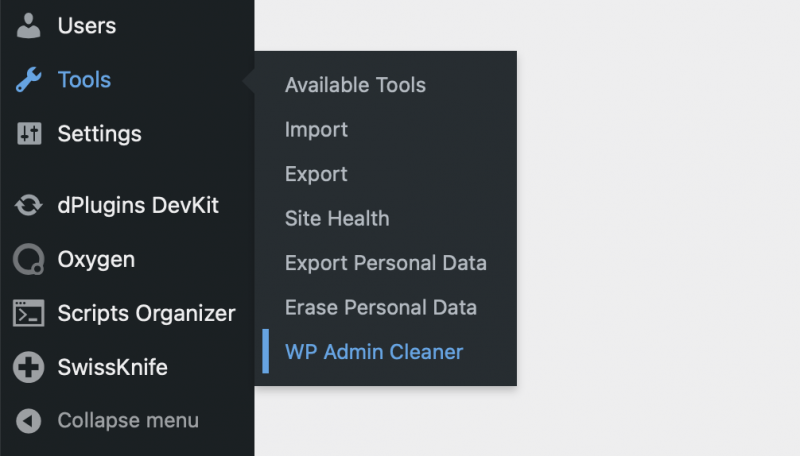 Users
Tools
Settings
dPlugins DevKit
Oxygen
Scripts Organizer
SwissKnife
Collapse menu
Available Tools
Import
Export
Site Health
Export Personal Data
Erase Personal Data
WP Admin Cleaner